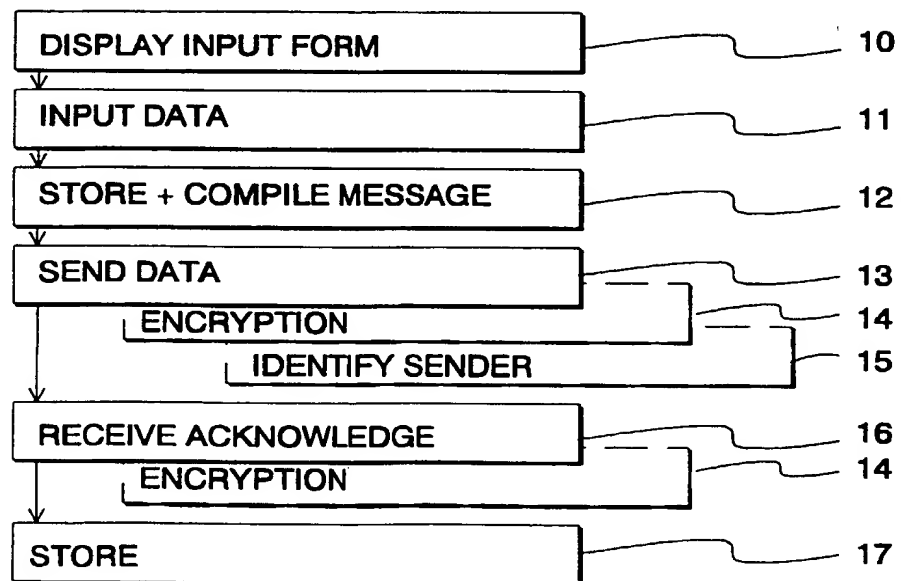 DISPLAY INPUT FORM 10
INPUT DATA 11
STORE + COMPILE MESSAGE 12
SEND DATA 13
ENCRYPTION 14
IDENTIFY SENDER 15
RECEIVE ACKNOWLEDGE 16
ENCRYPTION 14
STORE 17